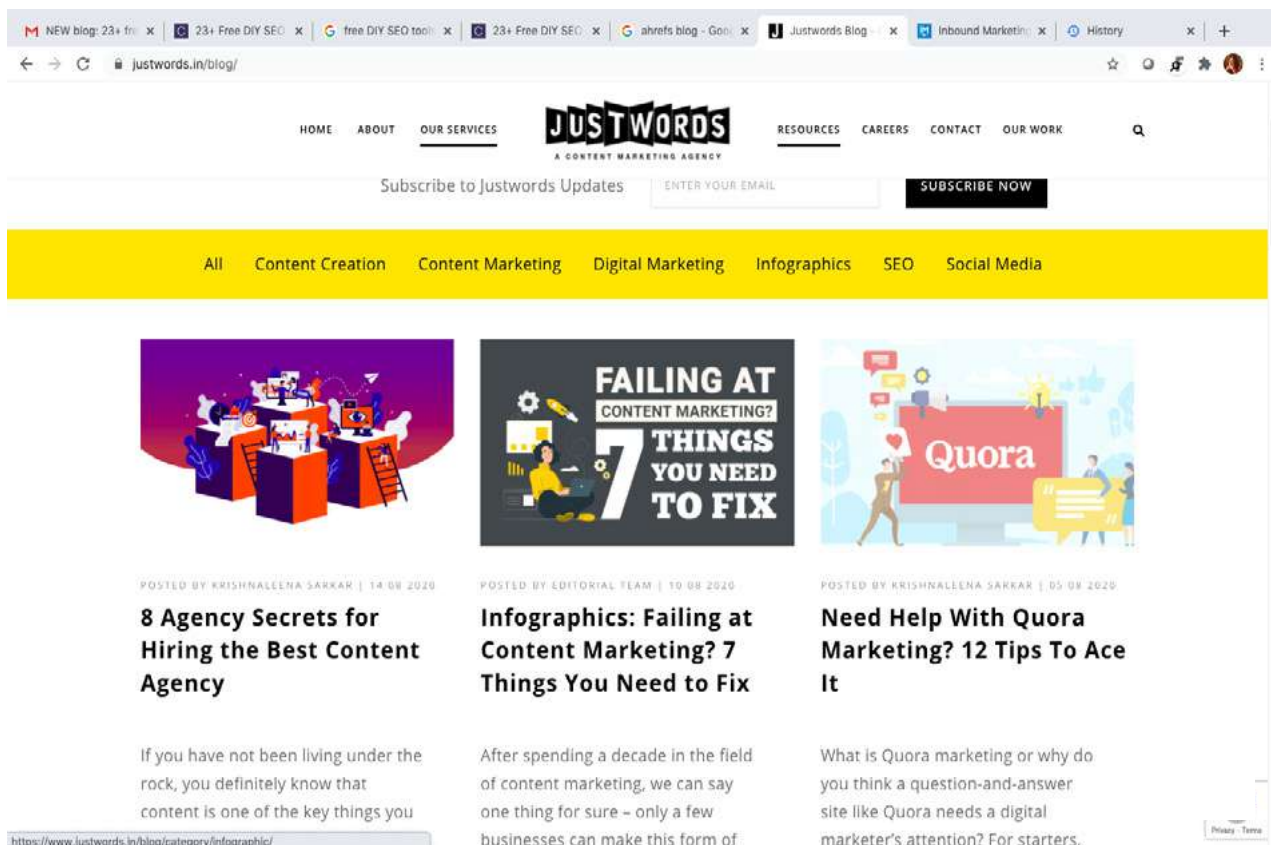 NEW blog: 23+ fr
23+ Free DIY SEO
free DIY SEO tool
23+ Free DIY SEO
ahrefs blog - Goo
Justwords Blog -
Inbound Marketin
History
justwords.in/blog/
HOME ABOUT OUR SERVICES
JUSTWORDS
A CONTENT MARKETING AGENCY
RESOURCES CAREERS CONTACT OUR WORK
Subscribe to Justwords Updates
ENTER YOUR EMAIL
SUBSCRIBE NOW
All Content Creation Content Marketing Digital Marketing Infographics SEO Social Media
FAILING AT
CONTENT MARKETING?
7 THINGS
YOU NEED
TO FIX
Quora
POSTED BY KRISHNALEENA SARKAR | 14 08 2020
8 Agency Secrets for
Hiring the Best Content
Agency
If you have not been living under the
rock, you definitely know that
content is one of the key things you
POSTED BY EDITORIAL TEAM | 10 08 2020
Infographics: Failing at
Content Marketing? 7
Things You Need to Fix
After spending a decade in the field
of content marketing, we can say
one thing for sure – only a few
businesses can make this form of
POSTED BY KRISHNALEENA SARKAR | 05 08 2020
Need Help With Quora
Marketing? 12 Tips To Ace
It
What is Quora marketing or why do
you think a question-and-answer
site like Quora needs a digital
marketer's attention? For starters,
https://www.justwords.in/blog/category/infographic/
Privacy - Terms